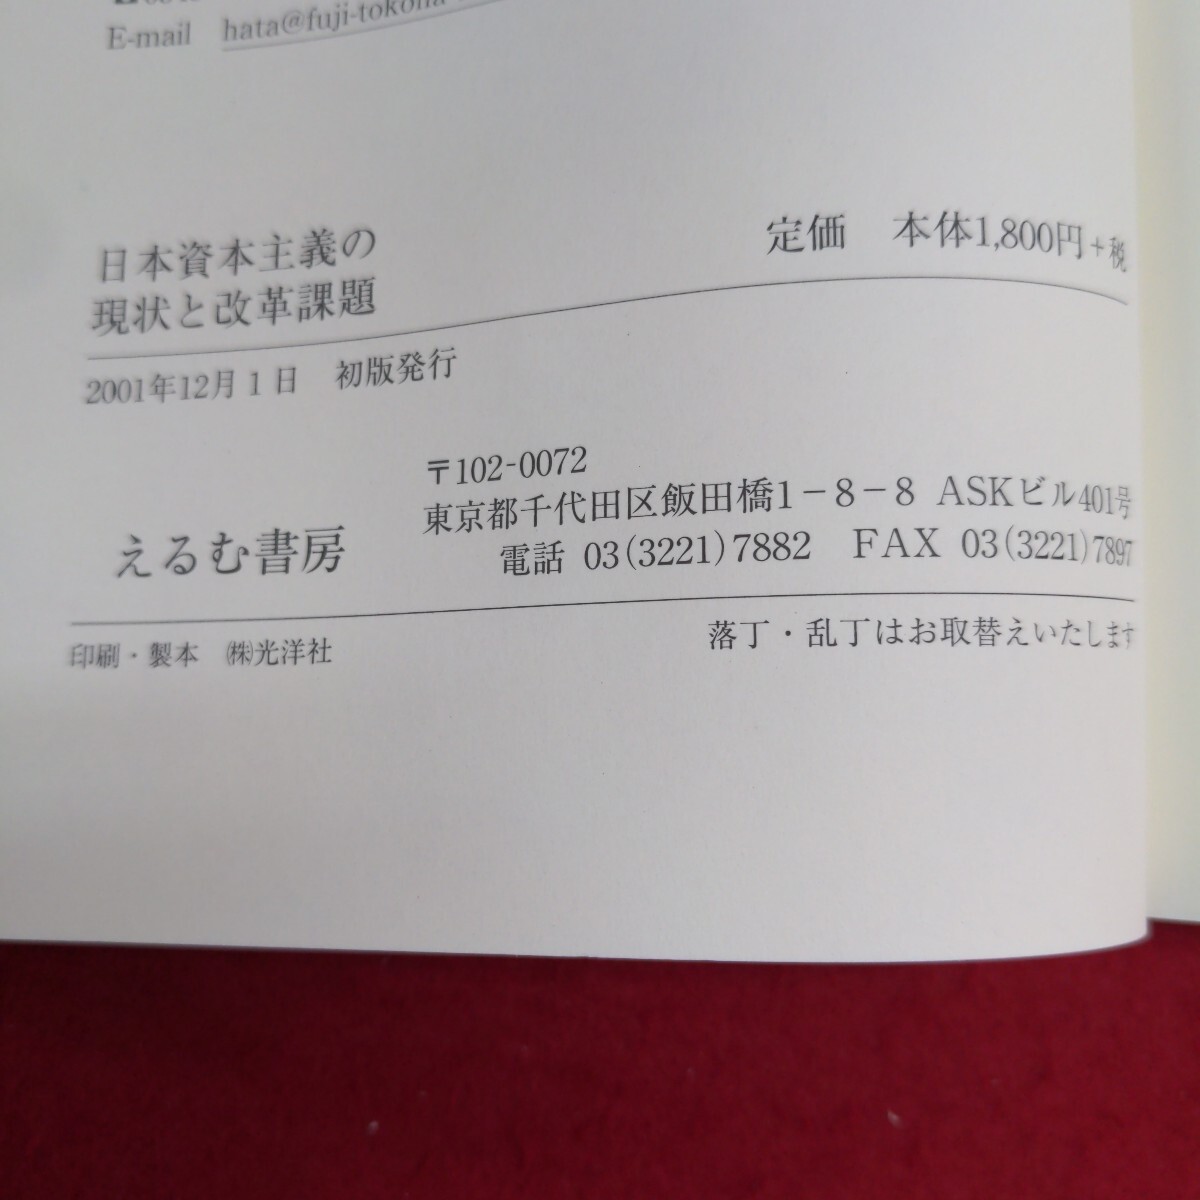 E-mail hata@fuji-tokoha
日本資本主義の
現状と改革課題
定価 本体1,800円+税
2001年12月1日 初版発行
〒102-0072
東京都千代田区飯田橋1-8-8 ASKビル401号
えるむ書房
電話 03(3221)7882 FAX 03(3221)7897
印刷・製本 ㈱光洋社
落丁・乱丁はお取替えいたします